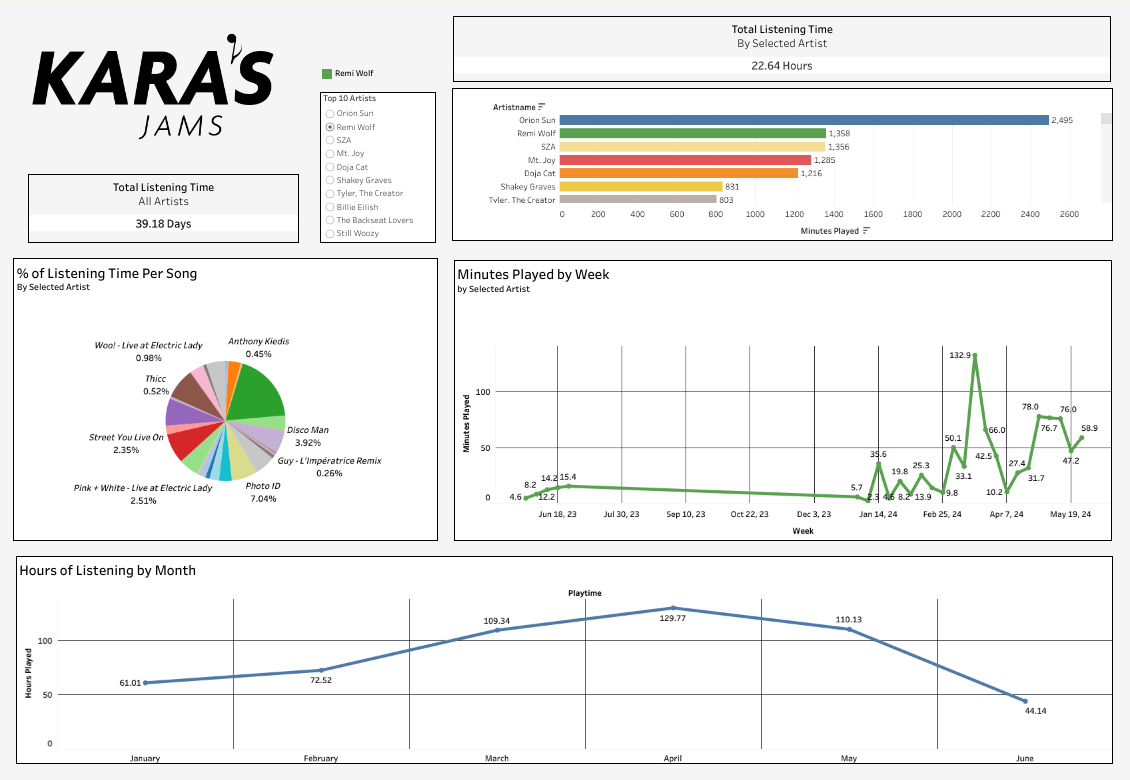 KARA'S
JAMS
Total Listening Time
All Artists
39.18 Days
Remi Wolf
Top 10 Artists
Orion Sun
Remi Wolf
SZA
Mt. Joy
Doja Cat
Shakey Graves
Tyler, The Creator
Billie Eilish
The Backseat Lovers
Still Woozy
Total Listening Time
By Selected Artist
22.64 Hours
Artistname
Orion Sun 2,495
Remi Wolf 1,358
SZA 1,356
Mt. Joy 1,285
Doja Cat 1,216
Shakey Graves 831
Tyler, The Creator 803
0 200 400 600 800 1000 1200 1400 1600 1800 2000 2200 2400 2600
Minutes Played
% of Listening Time Per Song
By Selected Artist
Anthony Kiedis
0.45%
Woo! - Live at Electric Lady
0.98%
Thicc
0.52%
Disco Man
3.92%
Street You Live On
2.35%
Guy - L'Impératrice Remix
0.26%
Photo ID
7.04%
Pink + White - Live at Electric Lady
2.51%
Minutes Played by Week
by Selected Artist
Minutes Played
100
50
0
4.6 8.2 12.2 14.2 15.4 5.7 2.3 35.6 4.6 19.8 8.2 25.3 13.9 9.8 50.1 33.1 132.9 66.0 42.5 10.2 27.4 31.7 78.0 76.7 76.0 47.2 58.9
Jun 18, 23 Jul 30, 23 Sep 10, 23 Oct 22, 23 Dec 3, 23 Jan 14, 24 Feb 25, 24 Apr 7, 24 May 19, 24
Week
Hours of Listening by Month
Playtime
Hours Played
100
50
0
61.01 72.52 109.34 129.77 110.13 44.14
January February March April May June